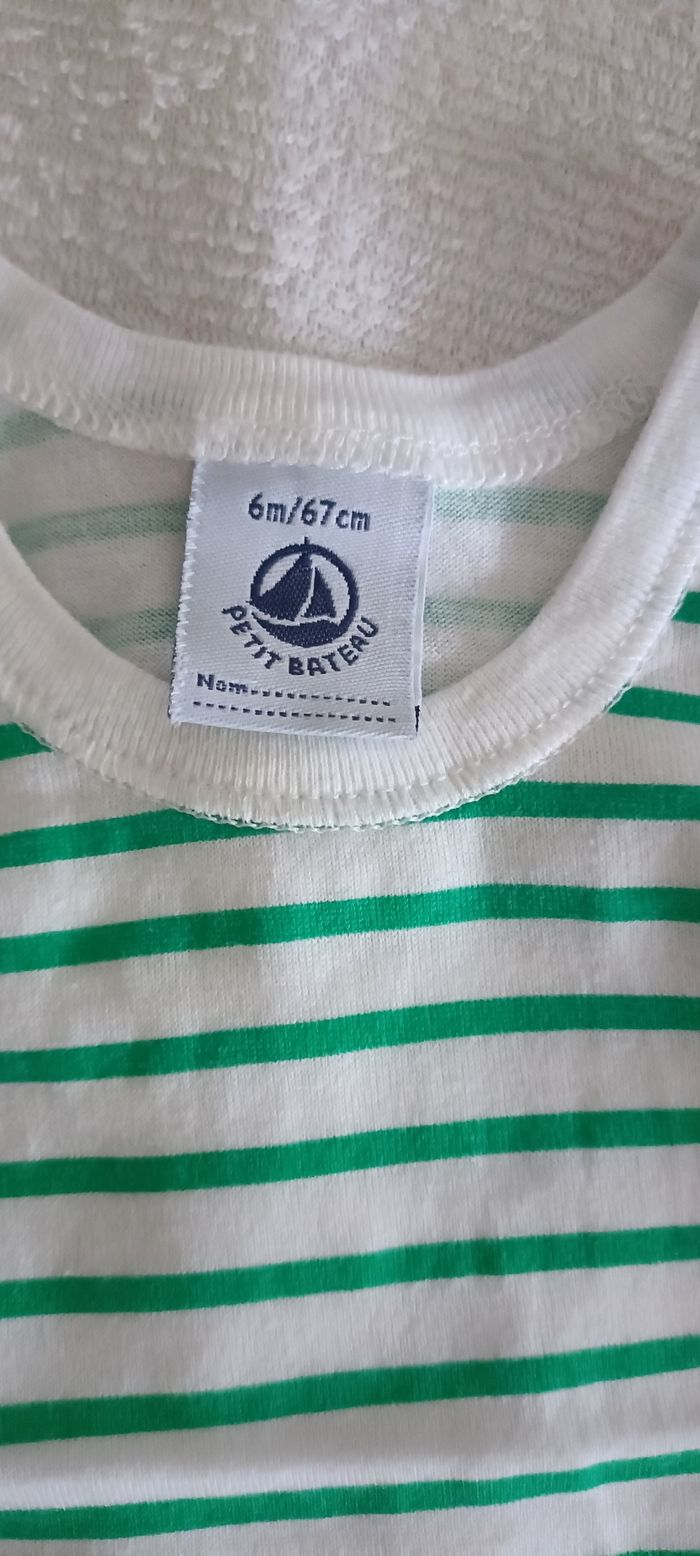 6m/67cm
PETIT BATEAU
Nom............
................